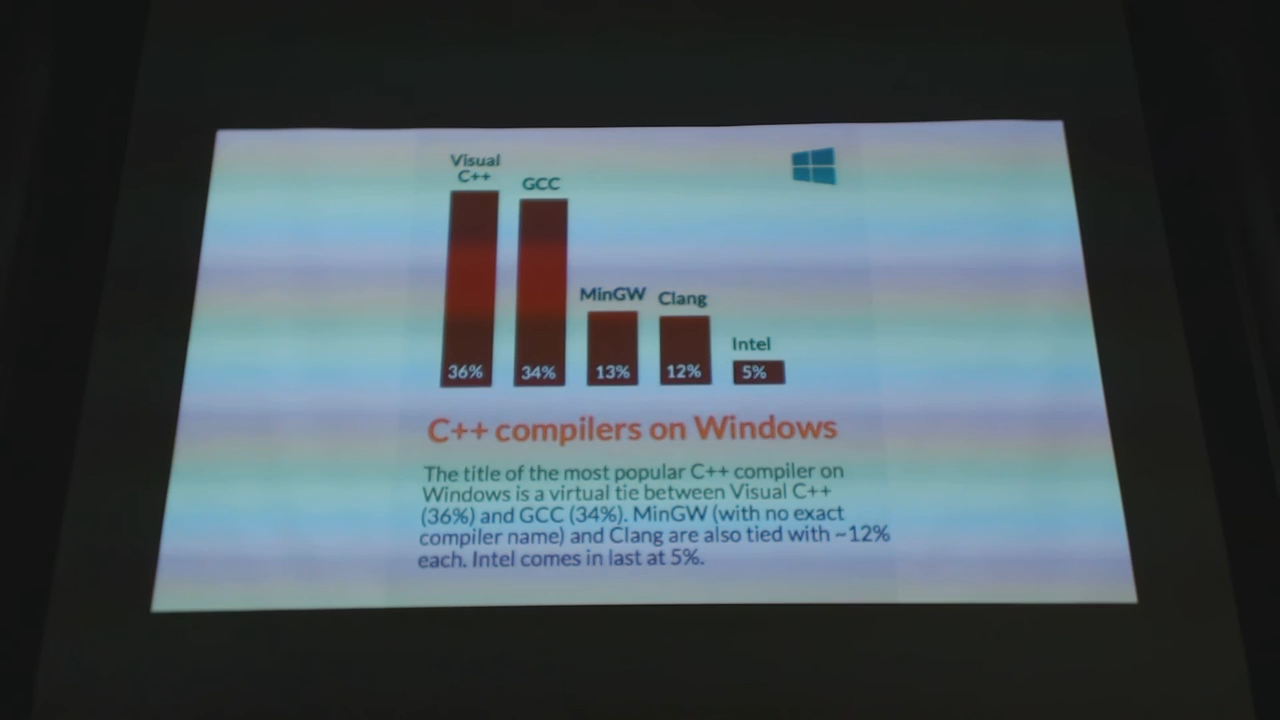 Visual
C++
GCC
MinGW
Clang
Intel
36%
34%
13%
12%
5%
C++ compilers on Windows
The title of the most popular C++ compiler on
Windows is a virtual tie between Visual C++
(36%) and GCC (34%). MinGW (with no exact
compiler name) and Clang are also tied with ~12%
each. Intel comes in last at 5%.